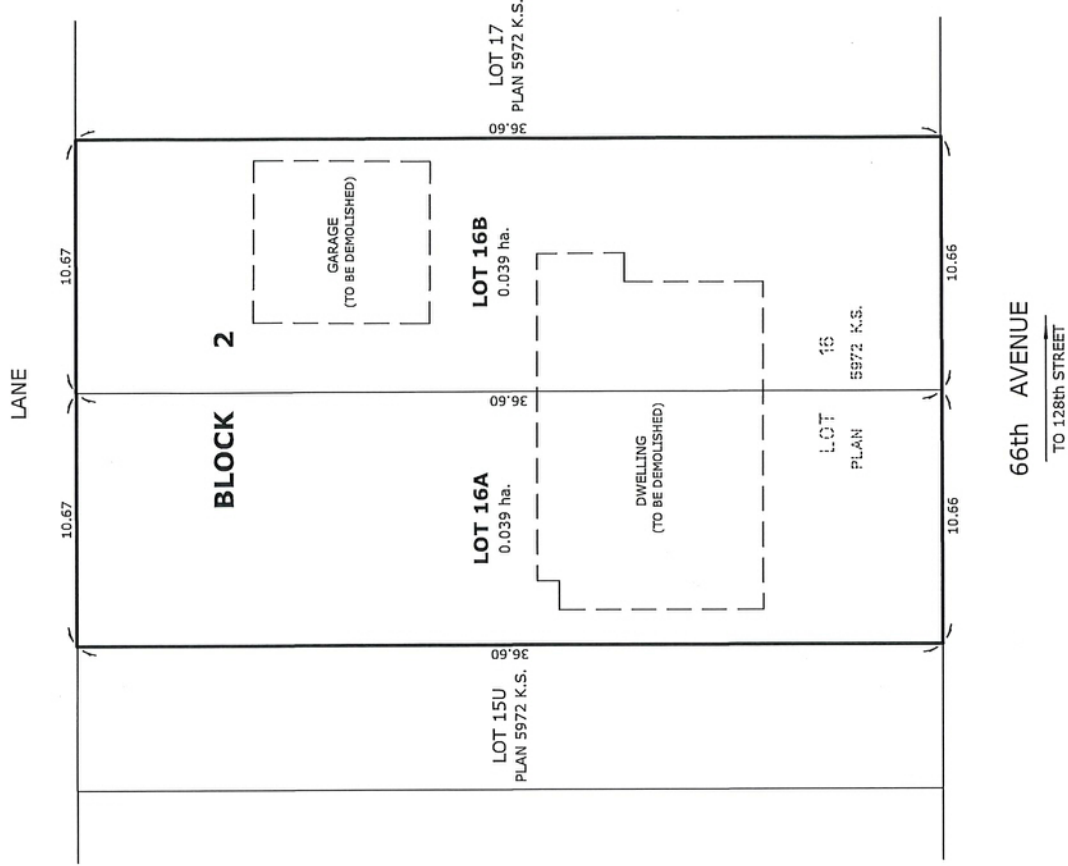 LANE
10.67
10.67
BLOCK 2
LOT 17
PLAN 5972 K.S.
36.60
GARAGE
(TO BE DEMOLISHED)
LOT 16B
0.039 ha.
36.60
LOT 16A
0.039 ha.
DWELLING
(TO BE DEMOLISHED)
36.60
LOT 15U
PLAN 5972 K.S.
LOT 16
PLAN 5972 K.S.
10.66
10.66
66th AVENUE
TO 128th STREET